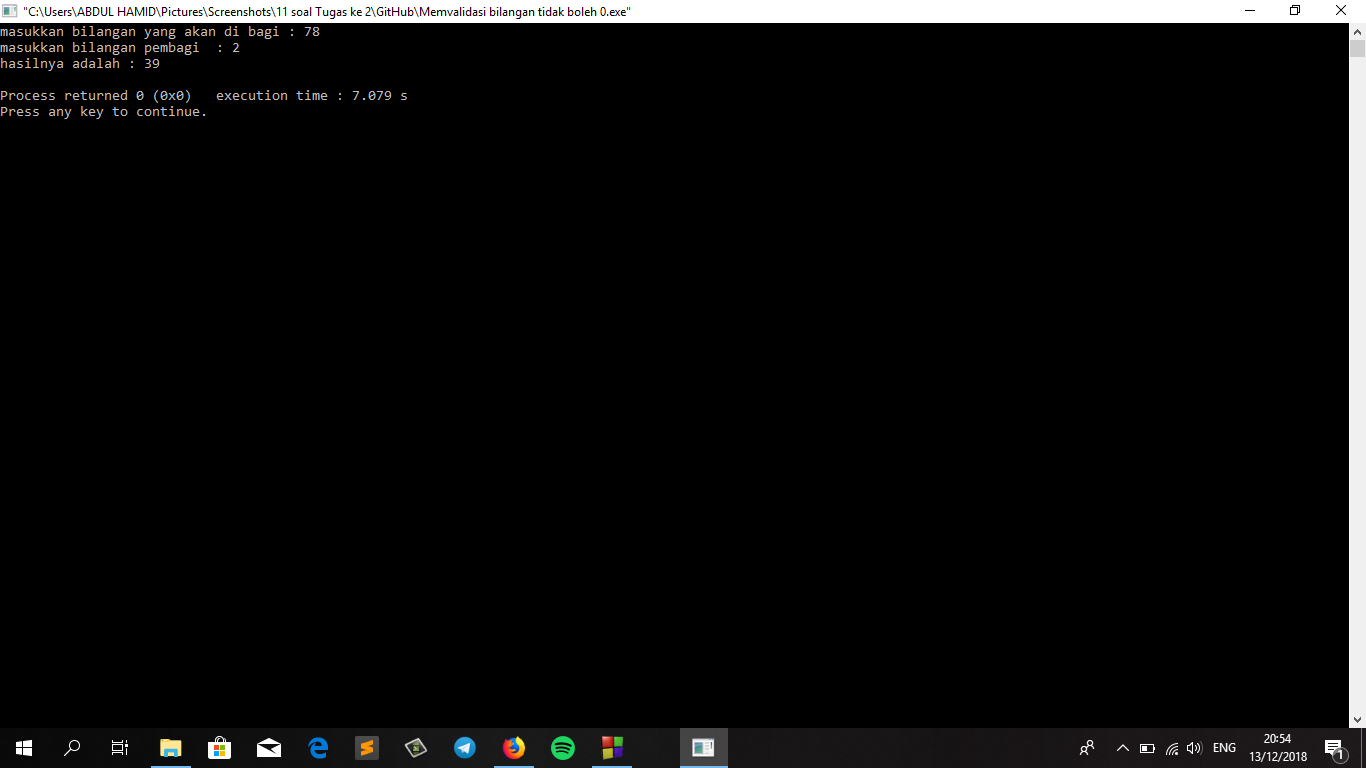 "C:\Users\ABDUL HAMID\Pictures\Screenshots\11 soal Tugas ke 2\GitHub\Memvalidasi bilangan tidak boleh 0.exe"
masukkan bilangan yang akan di bagi : 78
masukkan bilangan pembagi  : 2
hasilnya adalah : 39
Process returned 0 (0x0)   execution time : 7.079 s
Press any key to continue.
ENG
20:54
13/12/2018
1